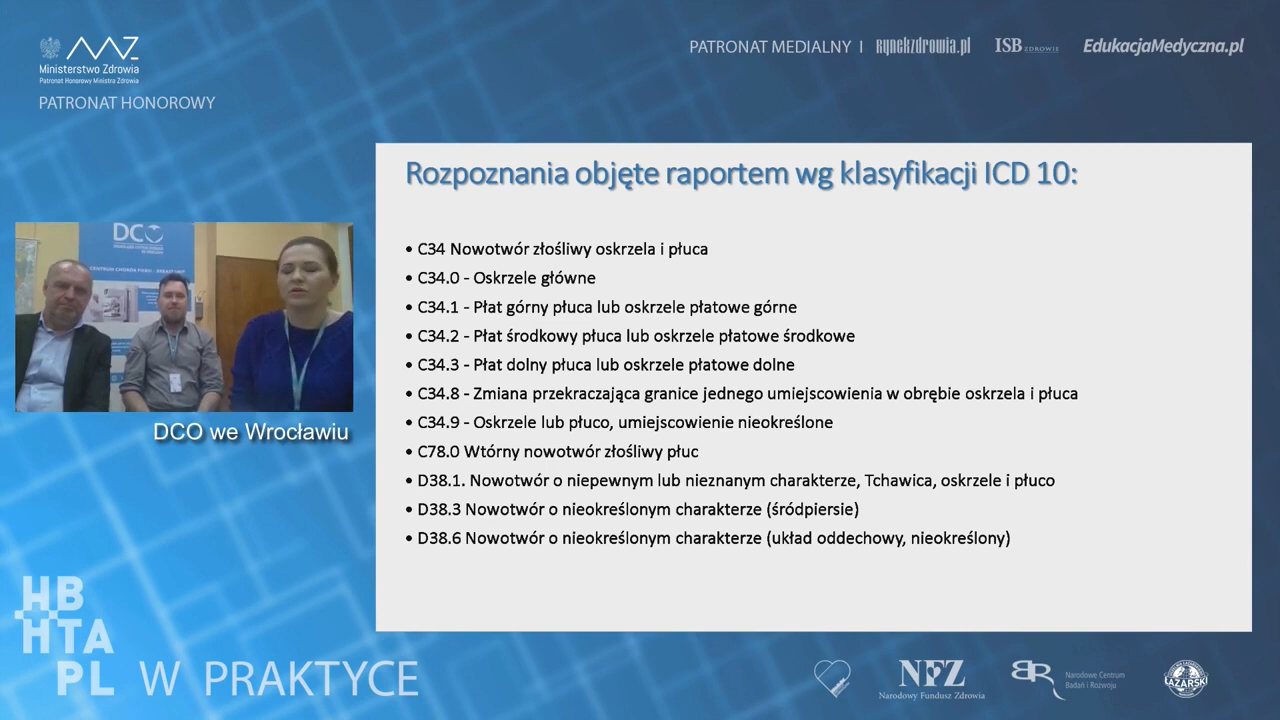 Ministerstwo Zdrowia
Patronat Honorowy Ministra Zdrowia
PATRONAT HONOROWY
PATRONAT MEDIALNY I rynekzdrowia.pl ISB ZDROWIE EdukacjaMedyczna.pl
Rozpoznania objęte raportem wg klasyfikacji ICD 10:
• C34 Nowotwór złośliwy oskrzela i płuca
• C34.0 - Oskrzele główne
• C34.1 - Płat górny płuca lub oskrzele płatowe górne
• C34.2 - Płat środkowy płuca lub oskrzele płatowe środkowe
• C34.3 - Płat dolny płuca lub oskrzele płatowe dolne
• C34.8 - Zmiana przekraczająca granice jednego umiejscowienia w obrębie oskrzela i płuca
• C34.9 - Oskrzele lub płuco, umiejscowienie nieokreślone
• C78.0 Wtórny nowotwór złośliwy płuc
• D38.1. Nowotwór o niepewnym lub nieznanym charakterze, Tchawica, oskrzele i płuco
• D38.3 Nowotwór o nieokreślonym charakterze (śródpiersie)
• D38.6 Nowotwór o nieokreślonym charakterze (układ oddechowy, nieokreślony)
DCO
DCO we Wrocławiu
HB
HTA
PL W PRAKTYCE
NFZ
Narodowy Fundusz Zdrowia
Narodowe Centrum
Badań i Rozwoju
ŁAZARSKI